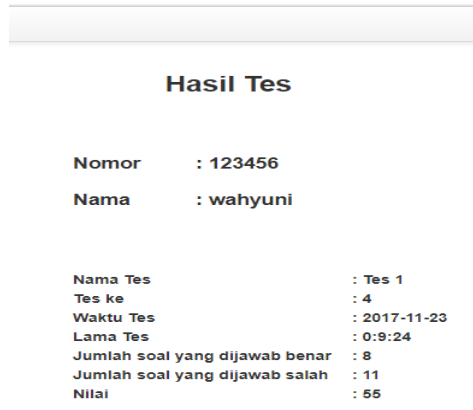 Hasil Tes
Nomor : 123456
Nama : wahyuni
Nama Tes : Tes 1
Tes ke : 4
Waktu Tes : 2017-11-23
Lama Tes : 0:9:24
Jumlah soal yang dijawab benar : 8
Jumlah soal yang dijawab salah : 11
Nilai : 55